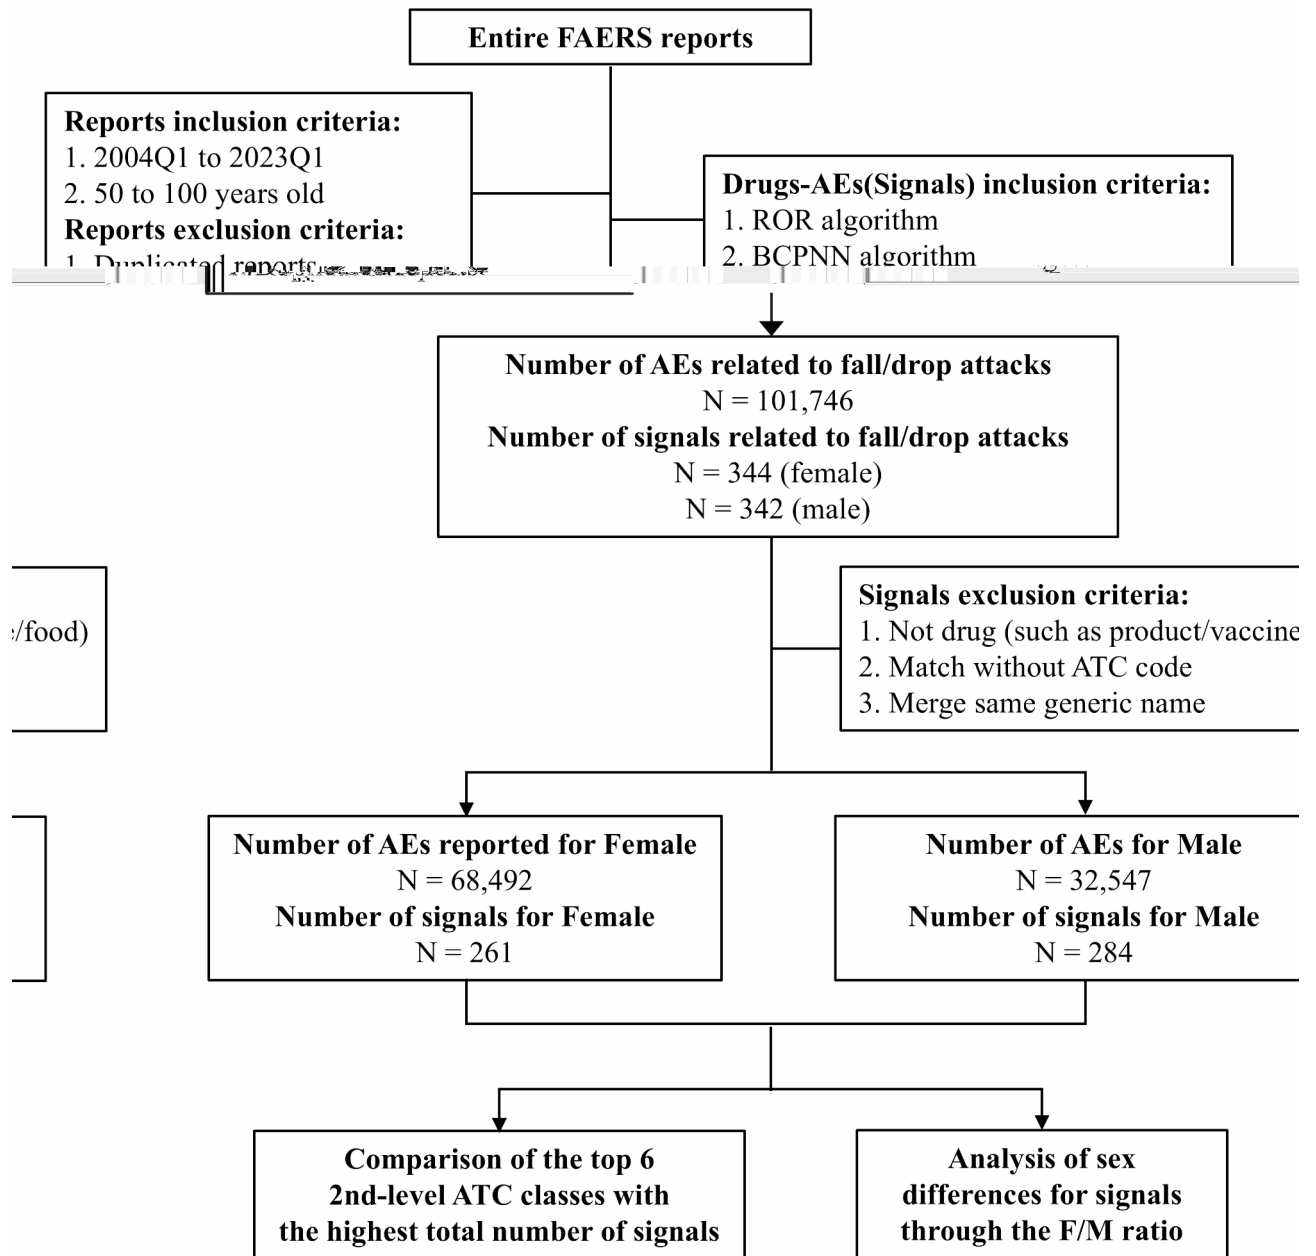 Entire FAERS reports
Reports inclusion criteria:
1. 2004Q1 to 2023Q1
2. 50 to 100 years old
Reports exclusion criteria:
1. Duplicated reports
Drugs-AEs(Signals) inclusion criteria:
1. ROR algorithm
2. BCPNN algorithm
Number of AEs related to fall/drop attacks
N = 101,746
Number of signals related to fall/drop attacks
N = 344 (female)
N = 342 (male)
/food)
Signals exclusion criteria:
1. Not drug (such as product/vaccine
2. Match without ATC code
3. Merge same generic name
Number of AEs reported for Female
N = 68,492
Number of signals for Female
N = 261
Number of AEs for Male
N = 32,547
Number of signals for Male
N = 284
Comparison of the top 6
2nd-level ATC classes with
the highest total number of signals
Analysis of sex
differences for signals
through the F/M ratio